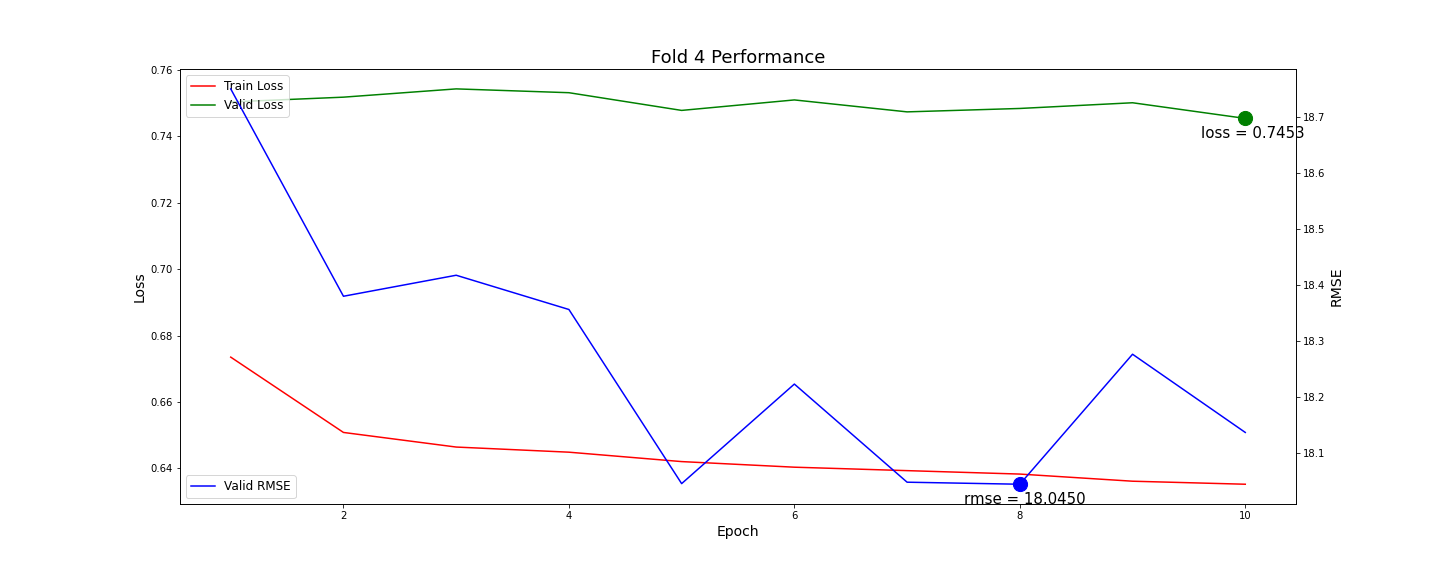 Fold 4 Performance
0.76
0.74
0.72
0.70
0.68
0.66
0.64
Loss
Train Loss
Valid Loss
Valid RMSE
loss = 0.7453
rmse = 18.0450
18.7
18.6
18.5
18.4
18.3
18.2
18.1
RMSE
2
4
6
8
10
Epoch